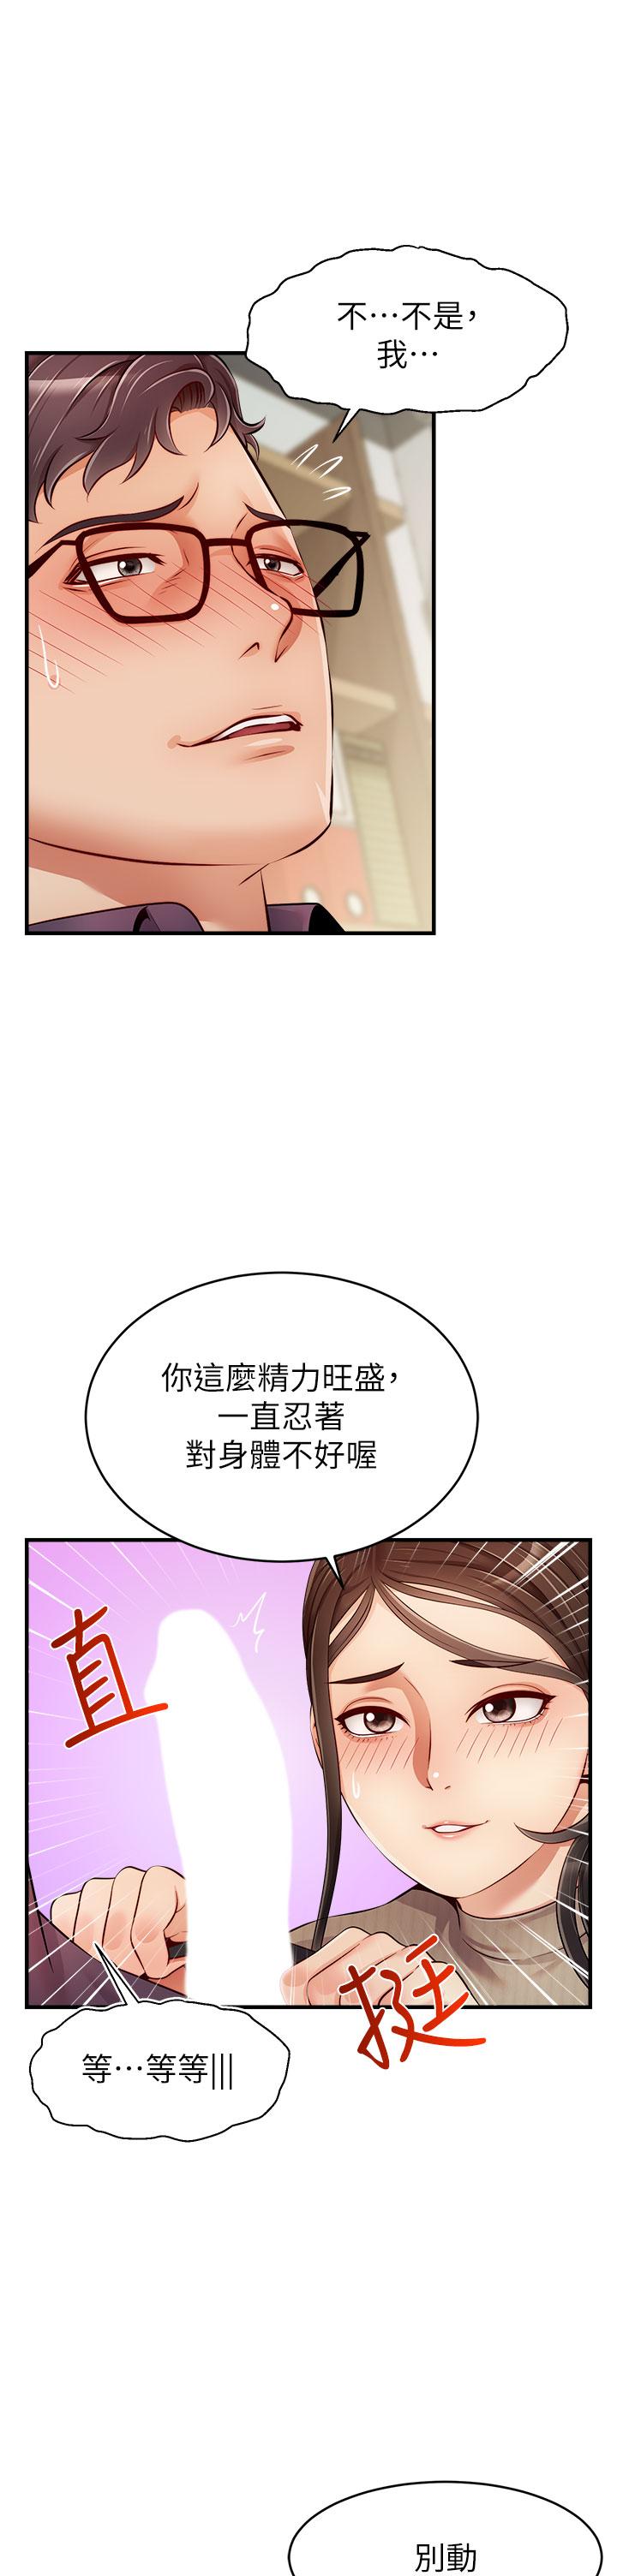 不…不是，
我…
你這麼精力旺盛，
一直忍著
對身體不好喔
直
挺
等…等等|||
別動